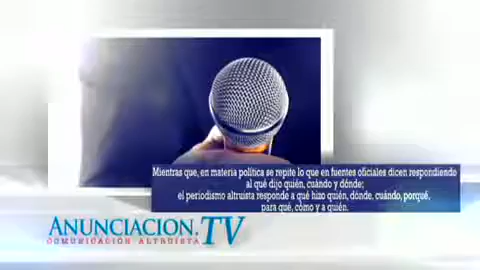 Mientras que, en materia política se repite lo que en fuentes oficiales dicen respondiendo
al qué dijo quién, cuándo y dónde;
el periodismo altruista responde a qué hizo quién, dónde, cuándo, porqué,
para qué, cómo y a quién.
ANUNCIACION.TV
COMUNICACIÓN ALTRUISTA